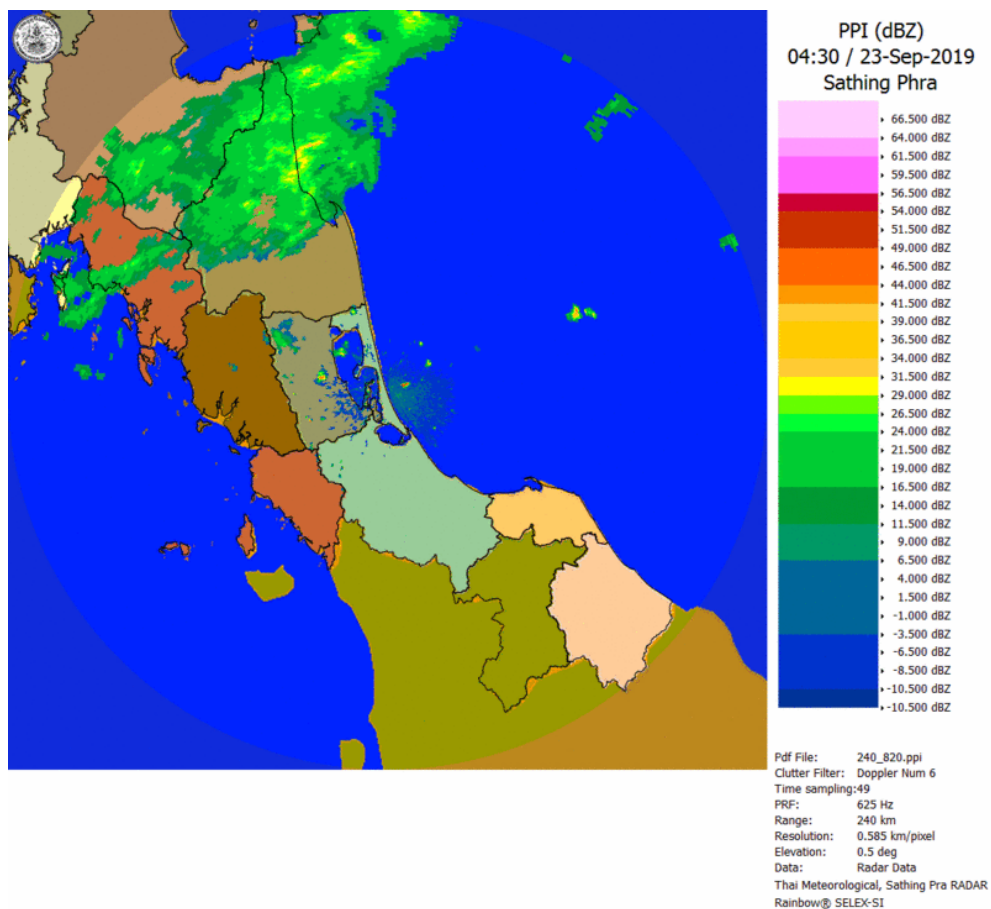 PPI (dBZ)
04:30 / 23-Sep-2019
Sathing Phra
66.500 dBZ
64.000 dBZ
61.500 dBZ
59.500 dBZ
56.500 dBZ
54.000 dBZ
51.500 dBZ
49.000 dBZ
46.500 dBZ
44.000 dBZ
41.500 dBZ
39.000 dBZ
36.500 dBZ
34.000 dBZ
31.500 dBZ
29.000 dBZ
26.500 dBZ
24.000 dBZ
21.500 dBZ
19.000 dBZ
16.500 dBZ
14.000 dBZ
11.500 dBZ
9.000 dBZ
6.500 dBZ
4.000 dBZ
1.500 dBZ
-1.000 dBZ
-3.500 dBZ
-6.500 dBZ
-8.500 dBZ
-10.500 dBZ
-10.500 dBZ
Pdf File: 240_820.ppi
Clutter Filter: Doppler Num 6
Time sampling:49
PRF: 625 Hz
Range: 240 km
Resolution: 0.585 km/pixel
Elevation: 0.5 deg
Data: Radar Data
Thai Meteorological, Sathing Pra RADAR
Rainbow® SELEX-SI